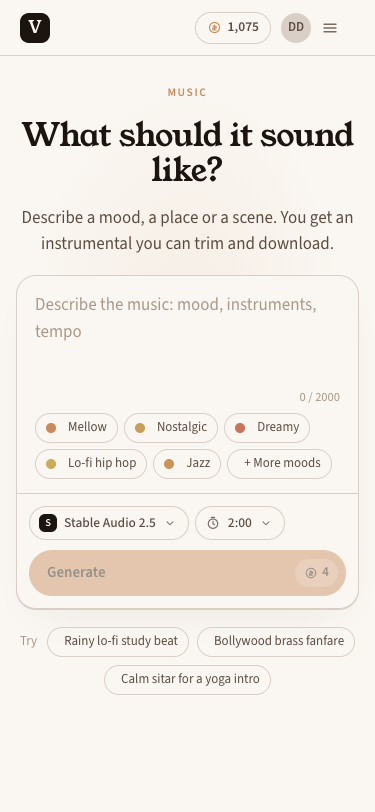 V
1,075
DD
MUSIC
What should it sound
like?
Describe a mood, a place or a scene. You get an
instrumental you can trim and download.
Describe the music: mood, instruments,
tempo
0 / 2000
Mellow
Nostalgic
Dreamy
Lo-fi hip hop
Jazz
+ More moods
S
Stable Audio 2.5
2:00
Generate
4
Try
Rainy lo-fi study beat
Bollywood brass fanfare
Calm sitar for a yoga intro